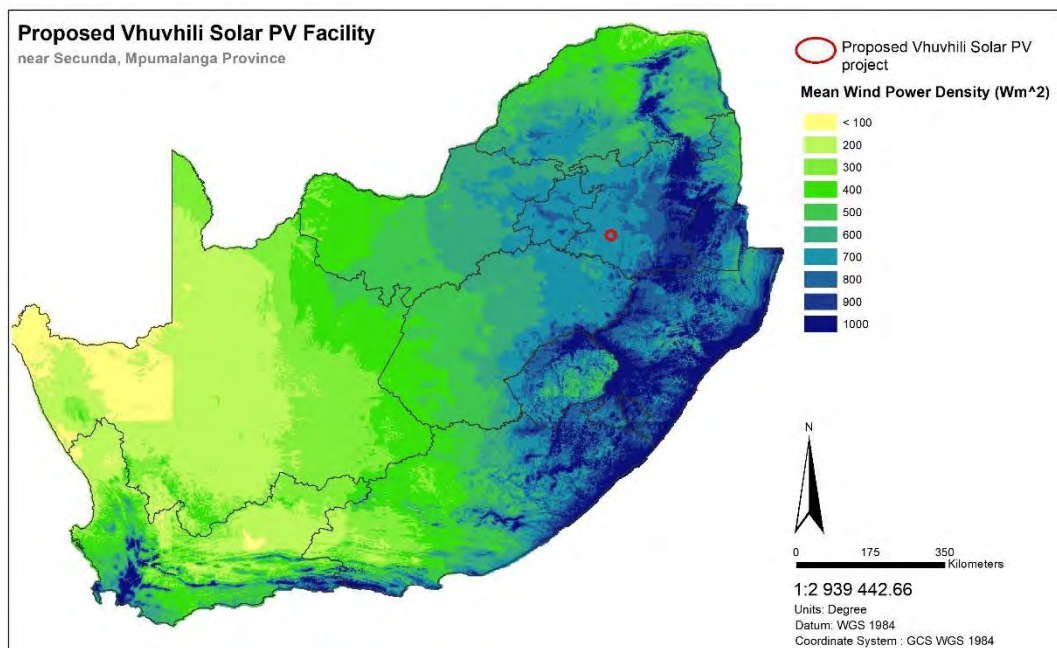 Proposed Vhuvhili Solar PV Facility
near Secunda, Mpumalanga Province
Proposed Vhuvhili Solar PV
project
Mean Wind Power Density (Wm^2)
< 100
200
300
400
500
600
700
800
900
1000
N
0 175 350
Kilometers
1:2 939 442.66
Units: Degree
Datum: WGS 1984
Coordinate System : GCS WGS 1984